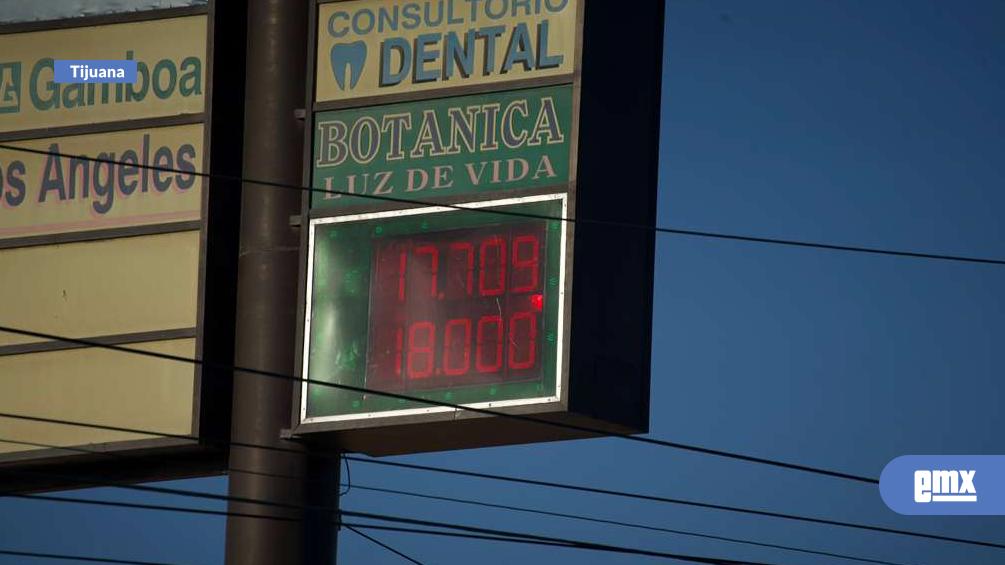 Tijuana
Gamboa
os Angeles
CONSULTORIO
DENTAL
BOTANICA
LUZ DE VIDA
17.709
18.000
emx